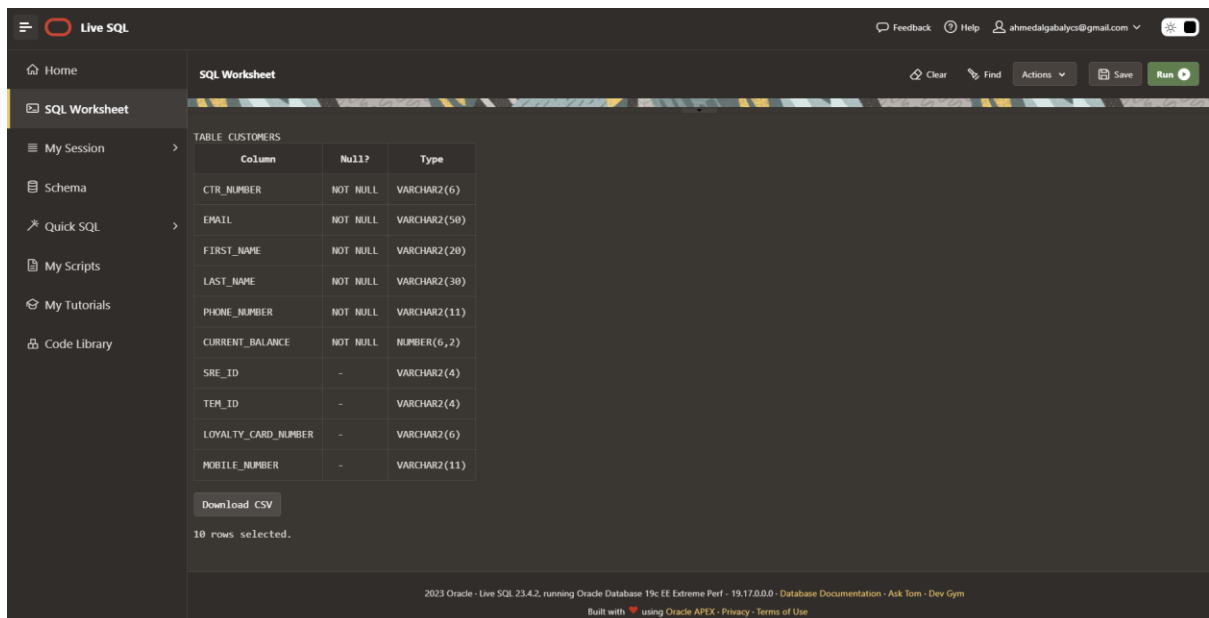 Live SQL
Feedback Help ahmedalgabalycs@gmail.com
Home
SQL Worksheet
My Session
Schema
Quick SQL
My Scripts
My Tutorials
Code Library
SQL Worksheet
Clear Find Actions Save Run
TABLE CUSTOMERS
Column Null? Type
CTR_NUMBER NOT NULL VARCHAR2(6)
EMAIL NOT NULL VARCHAR2(50)
FIRST_NAME NOT NULL VARCHAR2(20)
LAST_NAME NOT NULL VARCHAR2(30)
PHONE_NUMBER NOT NULL VARCHAR2(11)
CURRENT_BALANCE NOT NULL NUMBER(6,2)
SRE_ID - VARCHAR2(4)
TEM_ID - VARCHAR2(4)
LOYALTY_CARD_NUMBER - VARCHAR2(6)
MOBILE_NUMBER - VARCHAR2(11)
Download CSV
10 rows selected.
2023 Oracle · Live SQL 23.4.2, running Oracle Database 19c EE Extreme Perf - 19.17.0.0.0 · Database Documentation · Ask Tom · Dev Gym
Built with ❤ using Oracle APEX · Privacy · Terms of Use